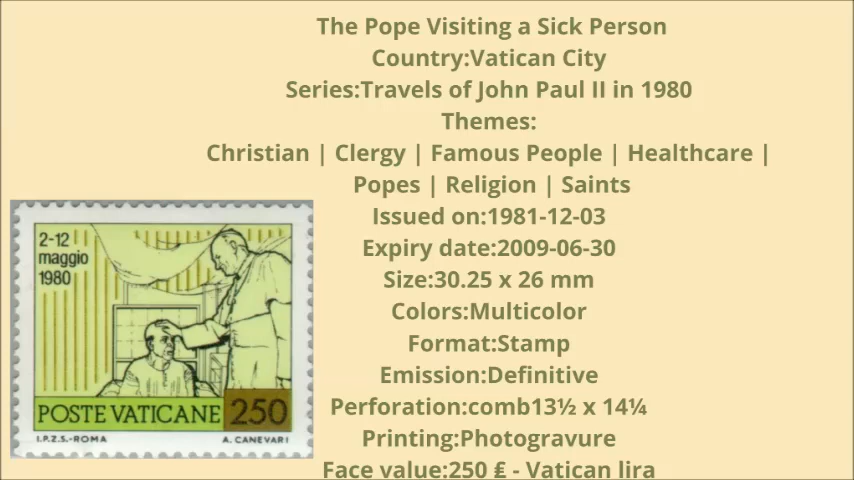 The Pope Visiting a Sick Person
Country:Vatican City
Series:Travels of John Paul II in 1980
Themes:
Christian | Clergy | Famous People | Healthcare |
Popes | Religion | Saints
Issued on:1981-12-03
Expiry date:2009-06-30
Size:30.25 x 26 mm
Colors:Multicolor
Format:Stamp
Emission:Definitive
Perforation:comb13½ x 14¼
Printing:Photogravure
Face value:250 ₤ - Vatican lira
2-12
maggio
1980
POSTE VATICANE 250
I.P.Z.S.-ROMA A. CANEVARI